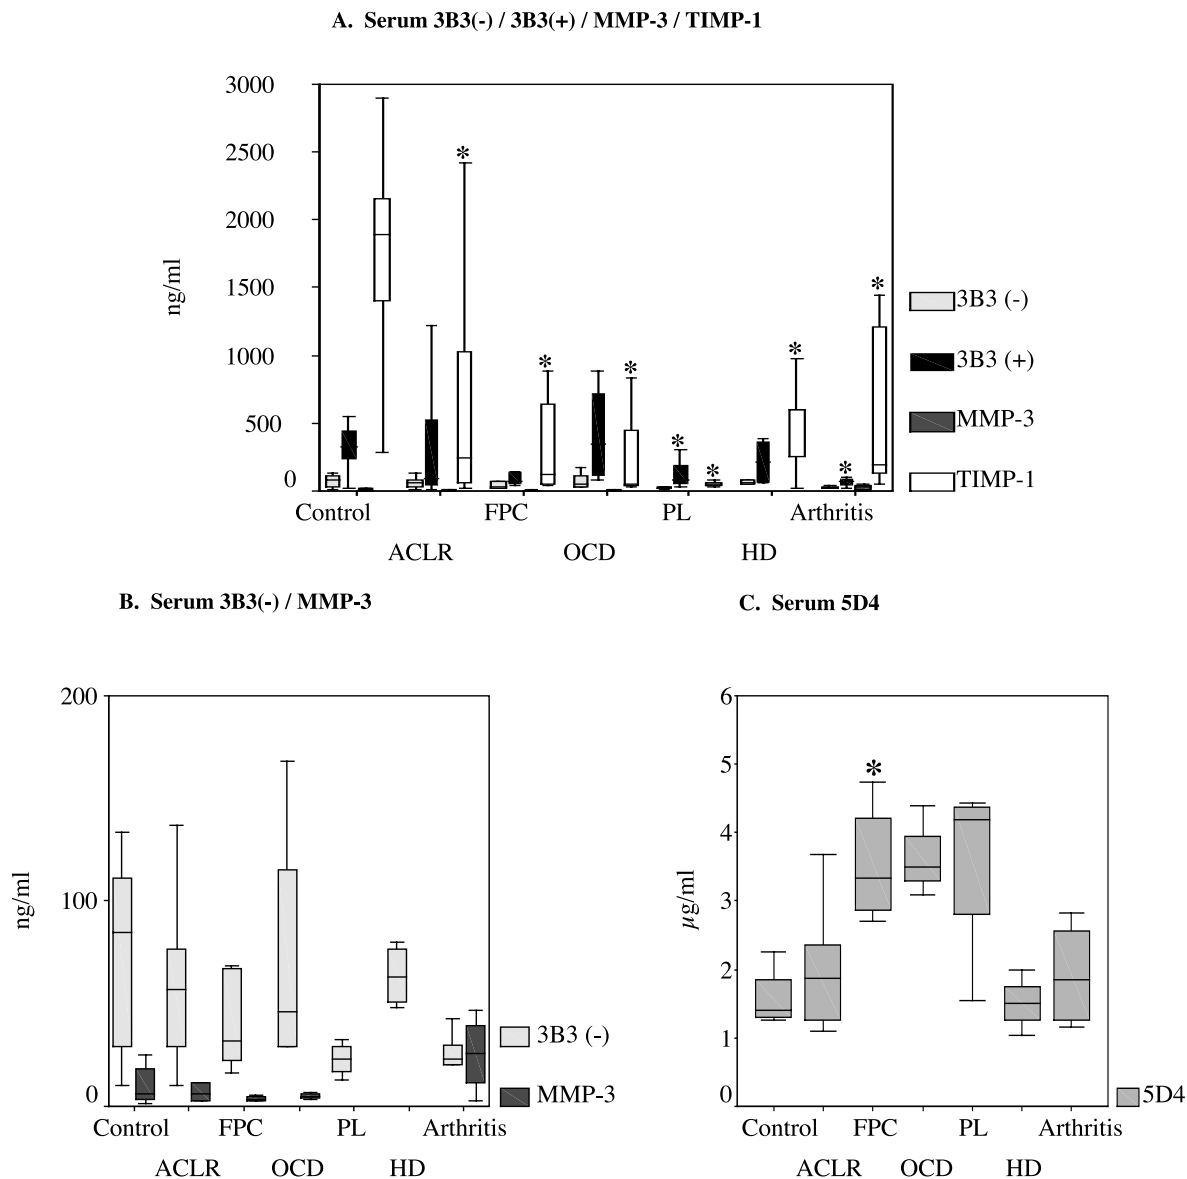 A. Serum 3B3(-) / 3B3(+) / MMP-3 / TIMP-1
3000
2500
2000
1500
1000
500
0
ng/ml
*
*
*
*
*
*
*
*
3B3 (-)
3B3 (+)
MMP-3
TIMP-1
Control
FPC
PL
Arthritis
ACLR
OCD
HD
B. Serum 3B3(-) / MMP-3
200
100
0
ng/ml
3B3 (-)
MMP-3
Control
FPC
PL
Arthritis
ACLR
OCD
HD
C. Serum 5D4
6
5
4
3
2
1
0
µg/ml
*
5D4
Control
FPC
PL
Arthritis
ACLR
OCD
HD